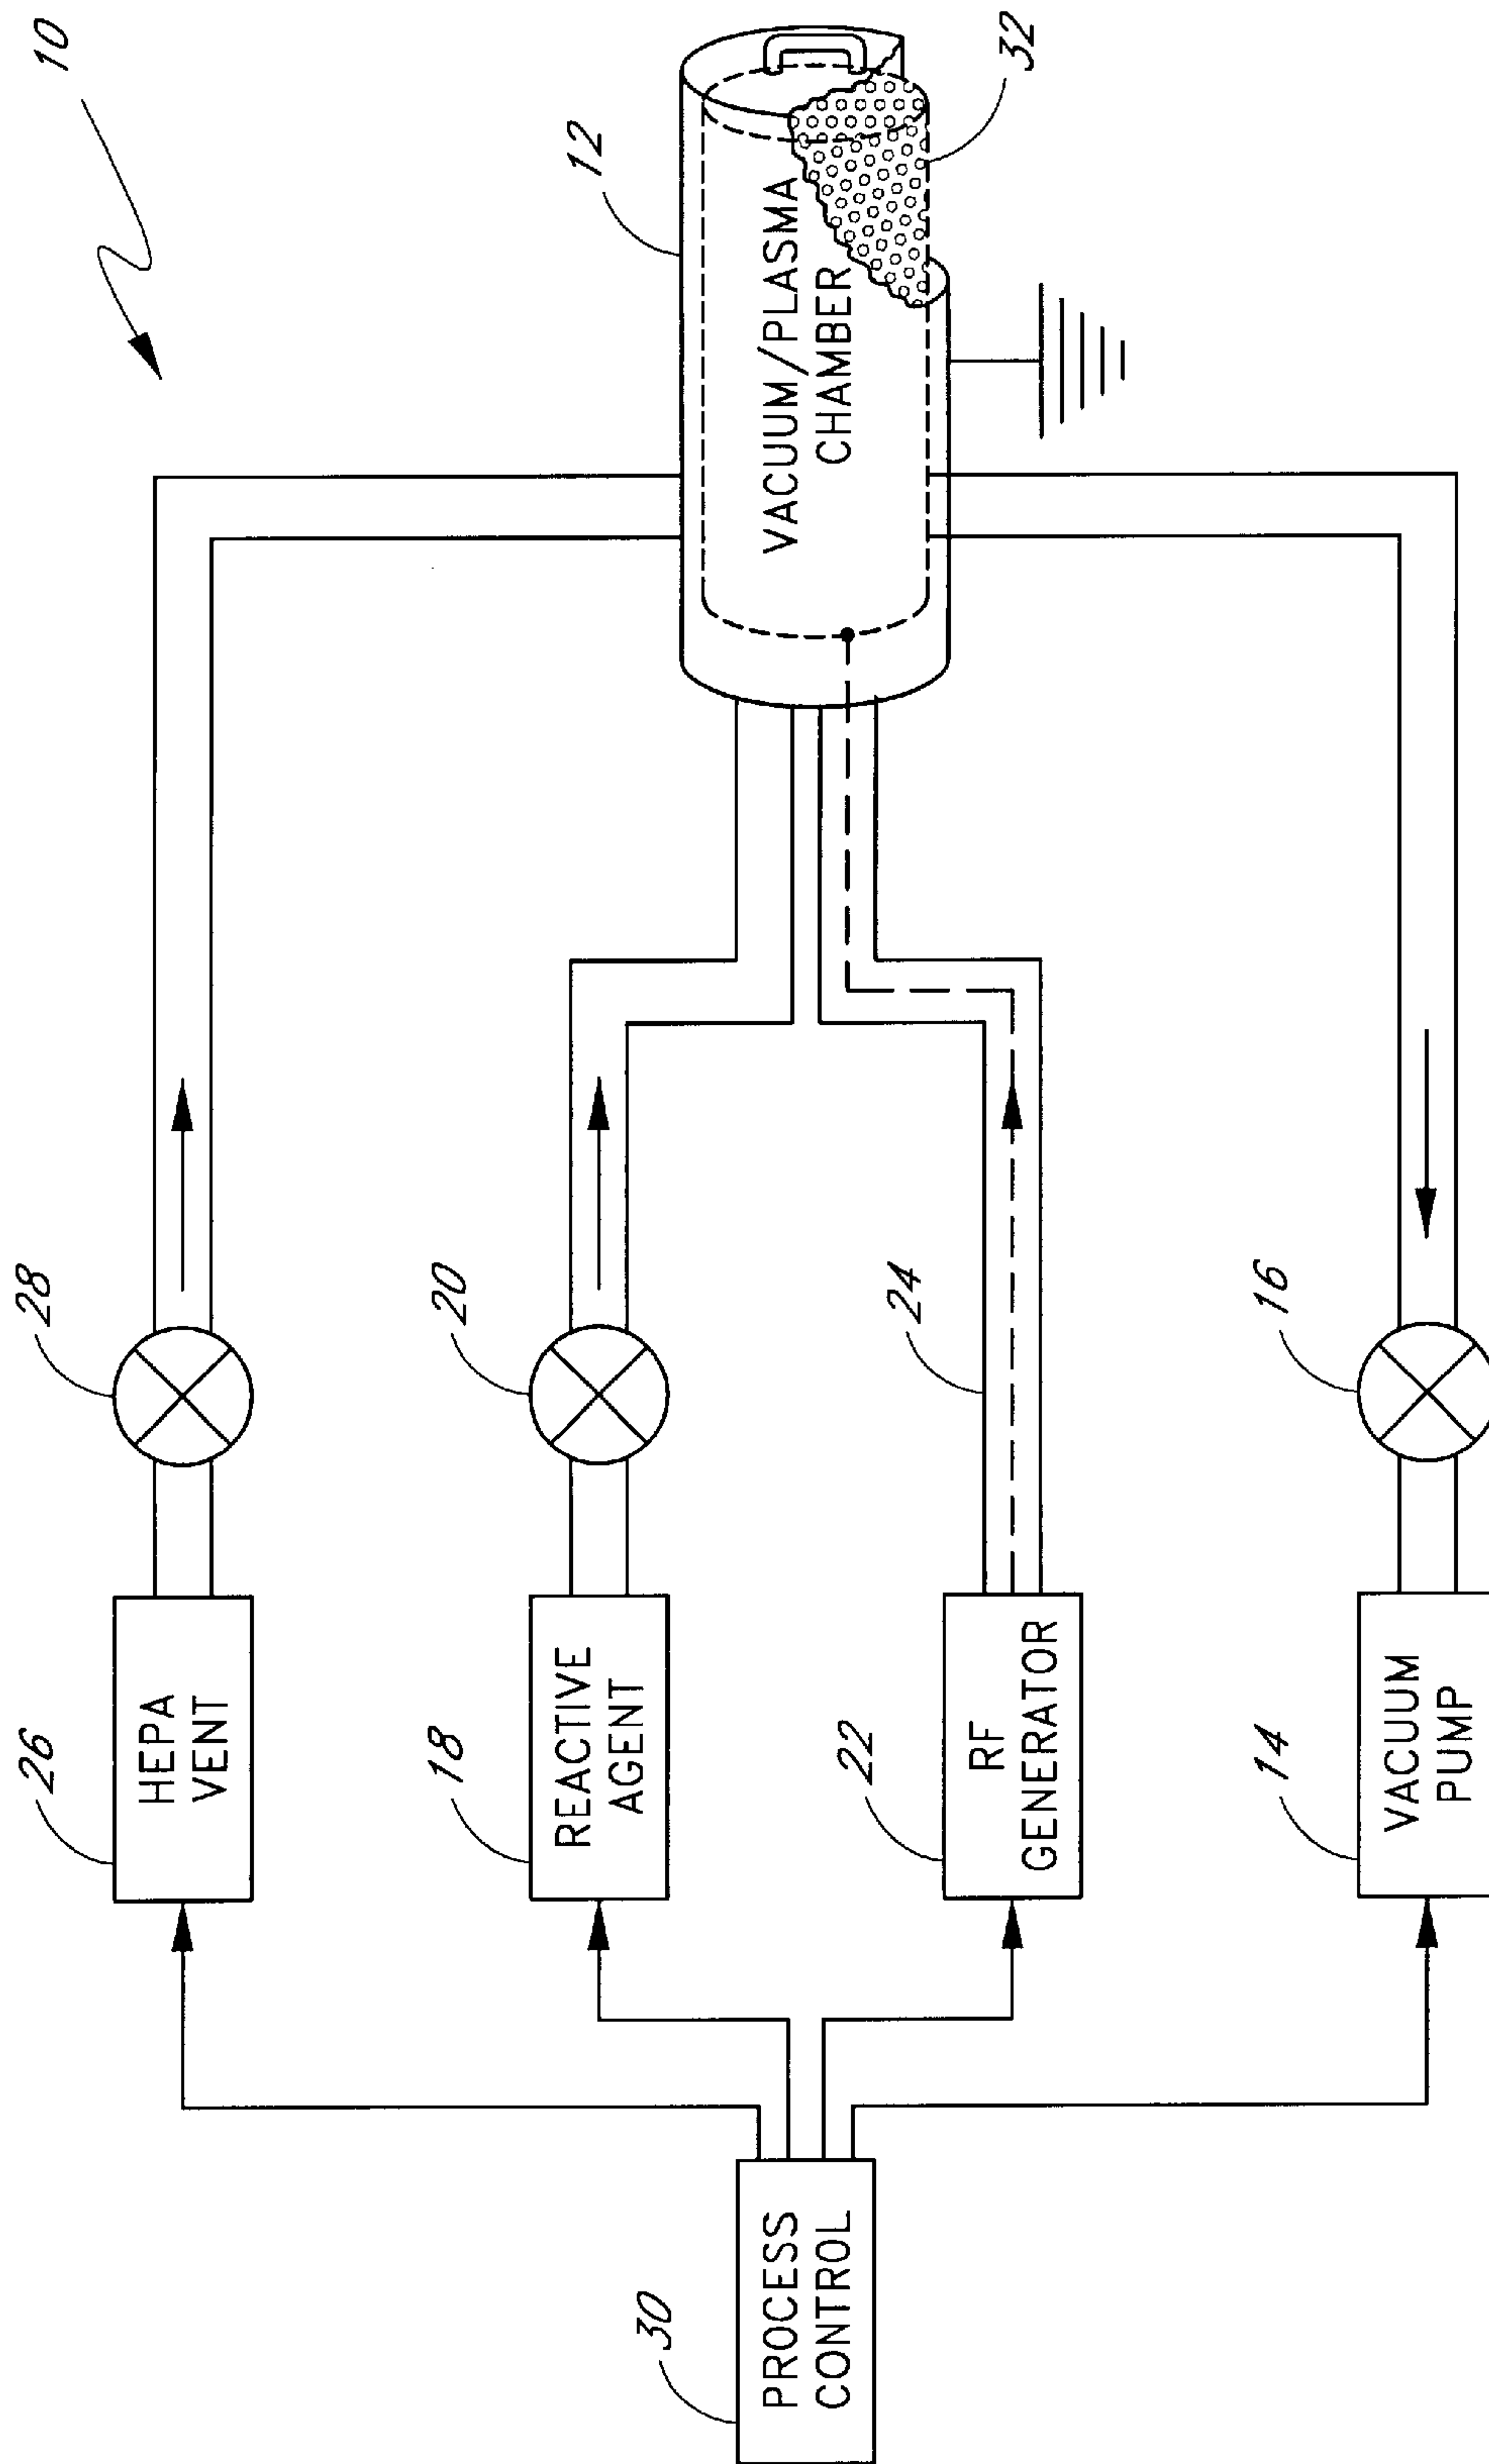 10
28
26
HEPA
VENT
20
18
REACTIVE
AGENT
30
PROCESS
CONTROL
12
VACUUM/PLASMA
CHAMBER
32
24
22
RF
GENERATOR
16
14
VACUUM
PUMP